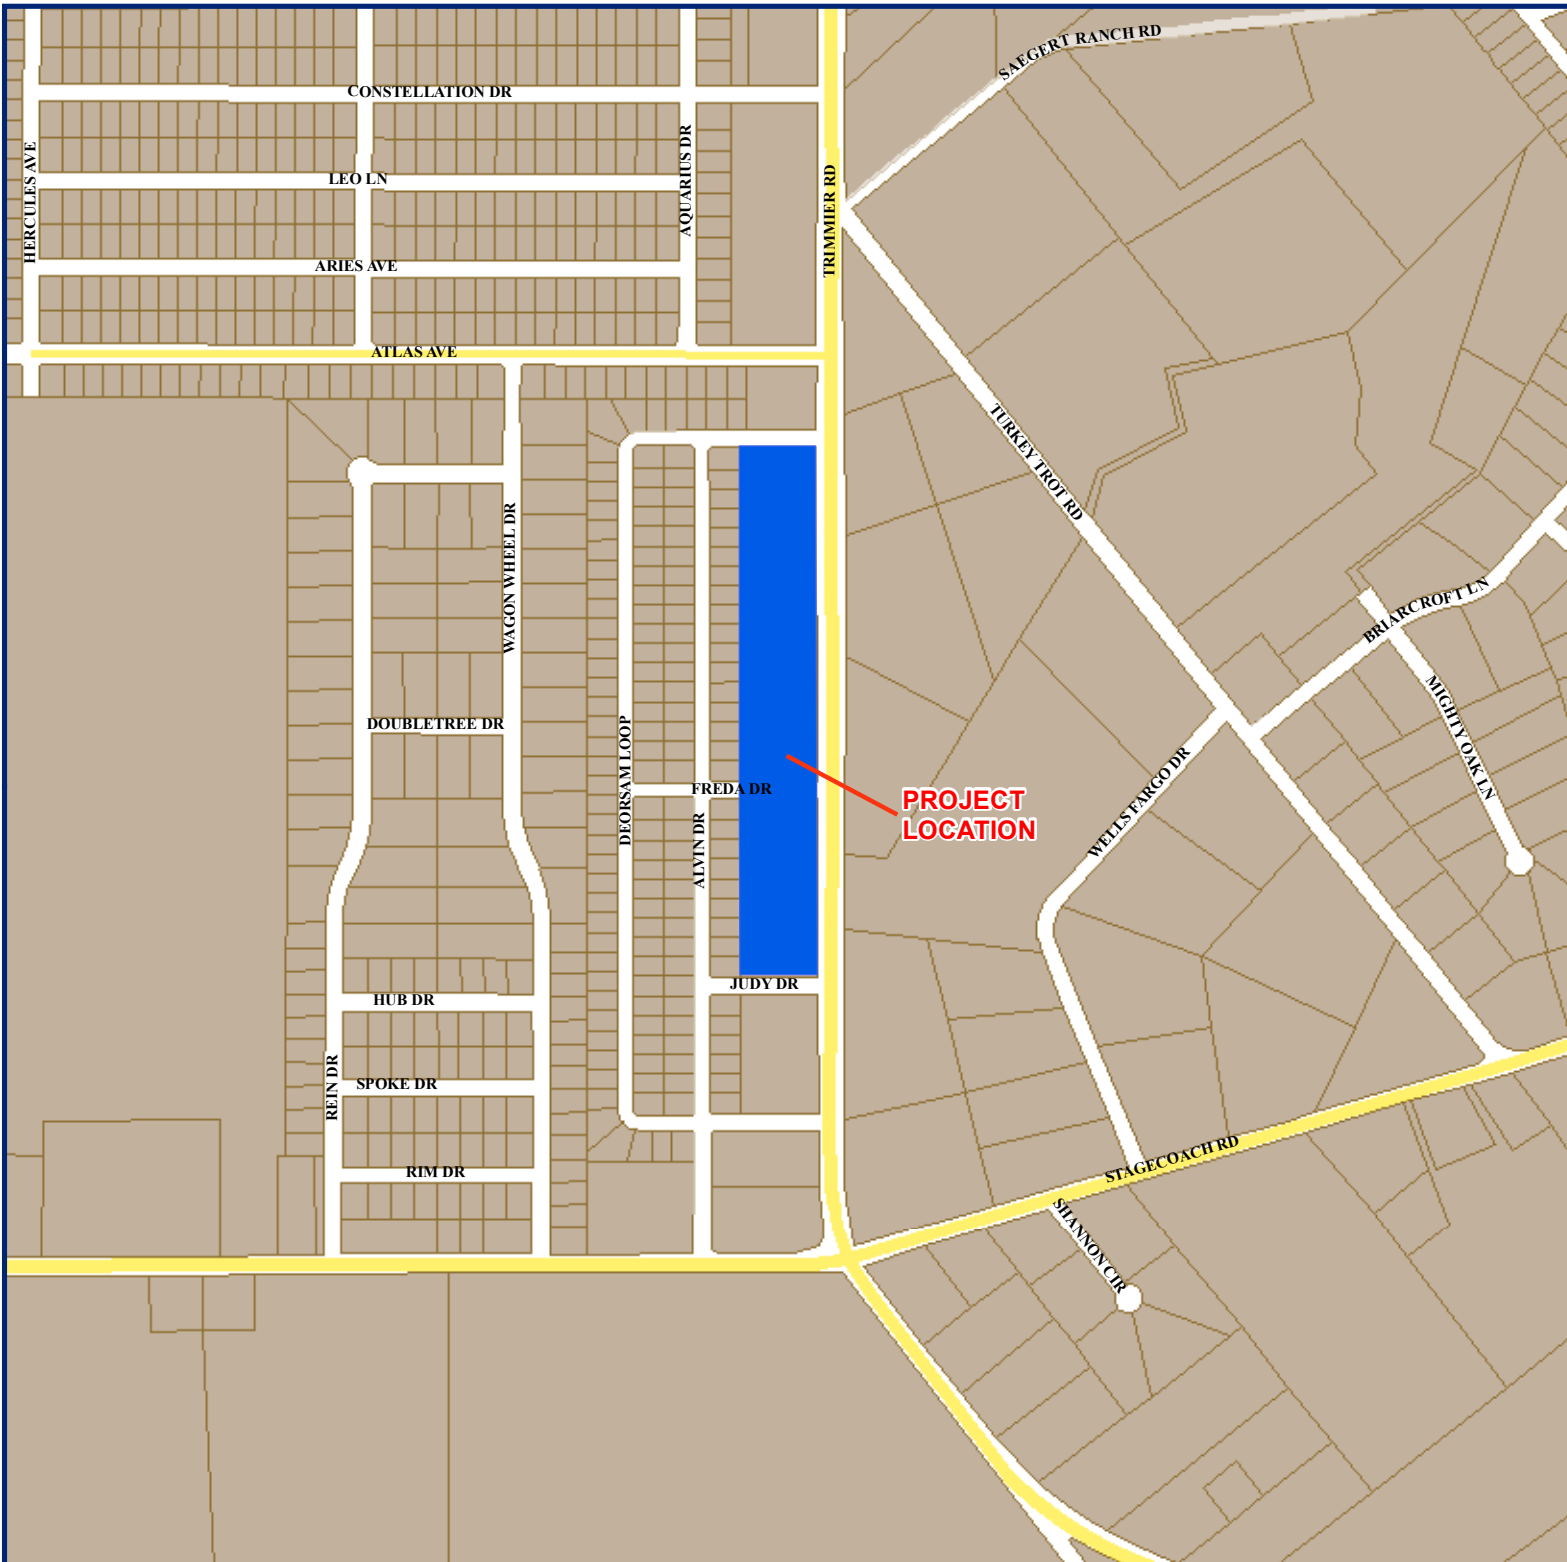 SAEGERT RANCH RD
CONSTELLATION DR
HERCULES AVE
LEO LN
AQUARIUS DR
TRIMMIER RD
ARIES AVE
ATLAS AVE
TURKEY TROT RD
WAGON WHEEL DR
BRIARCROFT LN
MIGHTY OAK LN
DOUBLETREE DR
DEORSAM LOOP
FREDA DR
WELLS FARGO DR
PROJECT
LOCATION
ALVIN DR
JUDY DR
HUB DR
REIN DR
SPOKE DR
STAGECOACH RD
RIM DR
SHANNON CIR